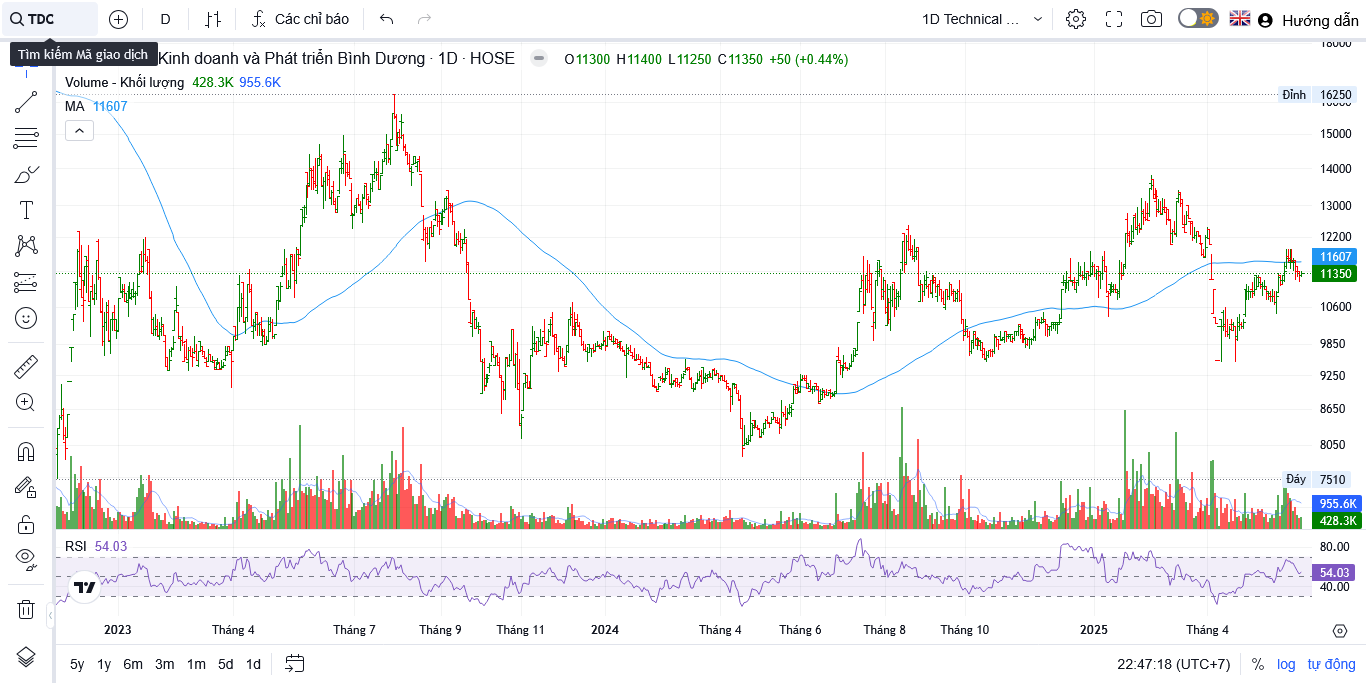 TDC D Các chỉ báo 1D Technical ... Hướng dẫn
Tìm kiếm Mã giao dịch
Kinh doanh và Phát triển Bình Dương · 1D · HOSE O11300 H11400 L11250 C11350 +50 (+0.44%)
Volume - Khối lượng 428.3K 955.6K
MA 11607
18000
Đỉnh 16250
16000
15000
14000
13000
12200
11607
11350
10600
9850
9250
8650
8050
Đáy 7510
955.6K
428.3K
RSI 54.03
80.00
54.03
40.00
2023 Tháng 4 Tháng 7 Tháng 9 Tháng 11 2024 Tháng 4 Tháng 6 Tháng 8 Tháng 10 2025 Tháng 4
5y 1y 6m 3m 1m 5d 1d 22:47:18 (UTC+7) % log tự động